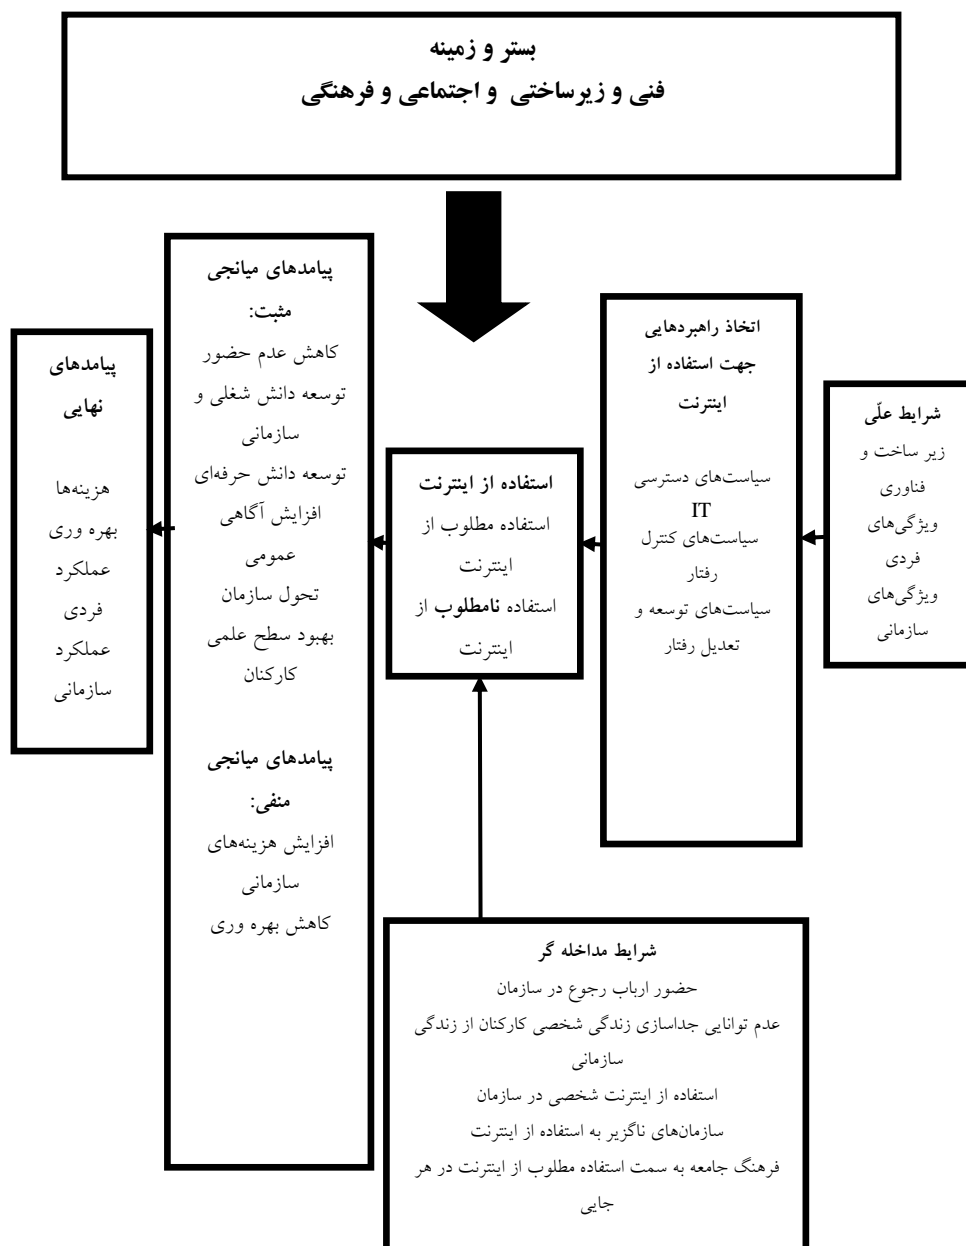 بستر و زمینه
فنی و زیرساختی و اجتماعی و فرهنگی
شرایط علّی
زیر ساخت و
فناوری
ویژگی‌های
فردی
ویژگی‌های
سازمانی
اتخاذ راهبردهایی
جهت استفاده از
اینترنت
سیاست‌های دسترسی
IT
سیاست‌های کنترل
رفتار
سیاست‌های توسعه و
تعدیل رفتار
استفاده از اینترنت
استفاده مطلوب از
اینترنت
استفاده نامطلوب از
اینترنت
پیامدهای میانجی
مثبت:
کاهش عدم حضور
توسعه دانش شغلی و
سازمانی
توسعه دانش حرفه‌ای
افزایش آگاهی
عمومی
تحول سازمان
بهبود سطح علمی
کارکنان
پیامدهای میانجی
منفی:
افزایش هزینه‌های
سازمانی
کاهش بهره وری
پیامدهای
نهایی
هزینه‌ها
بهره وری
عملکرد
فردی
عملکرد
سازمانی
شرایط مداخله گر
حضور ارباب رجوع در سازمان
عدم توانایی جداسازی زندگی شخصی کارکنان از زندگی
سازمانی
استفاده از اینترنت شخصی در سازمان
سازمان‌های ناگزیر به استفاده از اینترنت
فرهنگ جامعه به سمت استفاده مطلوب از اینترنت در هر
جایی